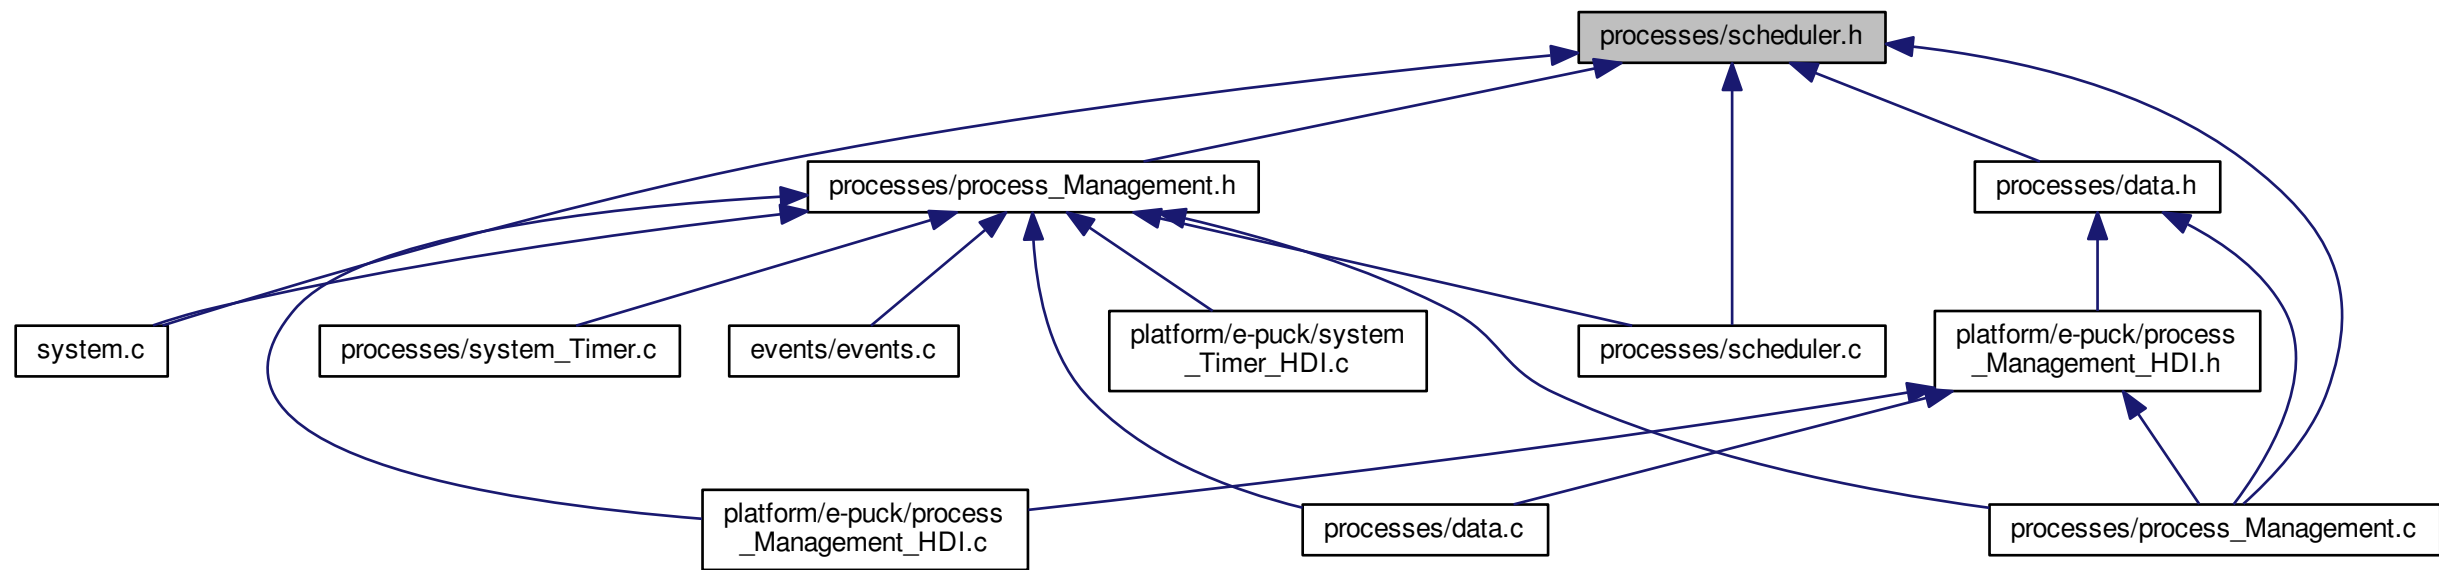 processes/scheduler.h
processes/process_Management.h
processes/data.h
system.c
processes/system_Timer.c
events/events.c
platform/e-puck/system
_Timer_HDI.c
processes/scheduler.c
platform/e-puck/process
_Management_HDI.h
platform/e-puck/process
_Management_HDI.c
processes/data.c
processes/process_Management.c